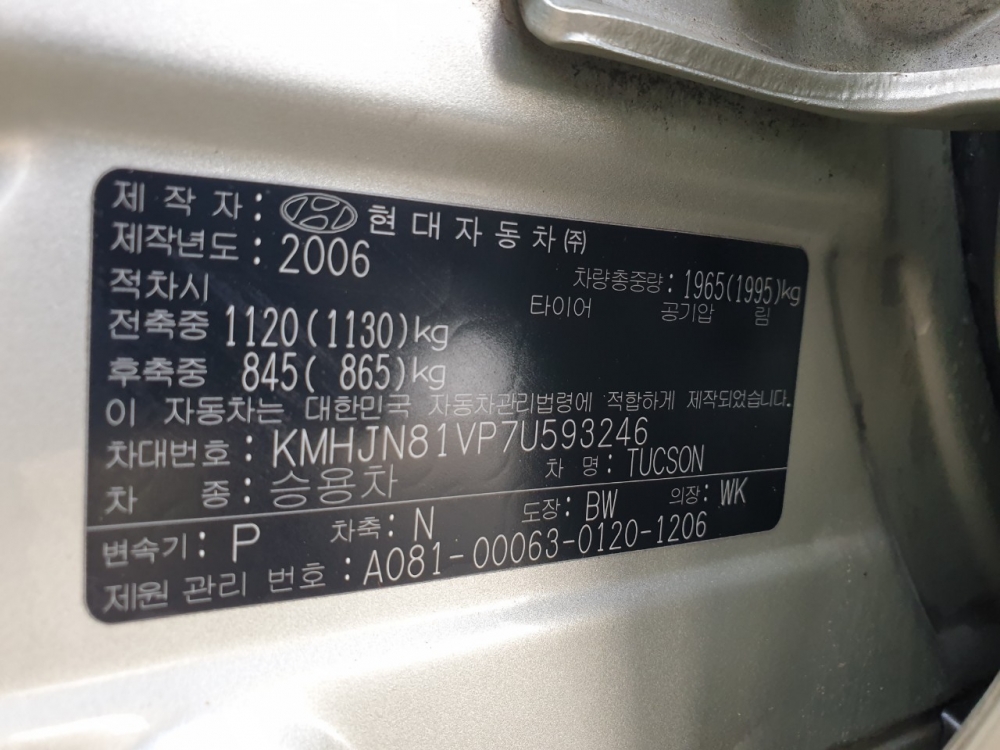 제 작 자 : 현대자동차㈜
제작년도 : 2006
적차시 차량총중량 : 1965(1995)kg
타이어 공기압 림
전축중 1120(1130)kg
후축중 845( 865)kg
이 자동차는 대한민국 자동차관리법령에 적합하게 제작되었습니다.
차대번호 : KMHJN81VP7U593246
차 종 : 승용차 차 명 : TUCSON
변속기 : P 차축 : N 도장 : BW 의장 : WK
제원 관리 번호 : A081-00063-0120-1206